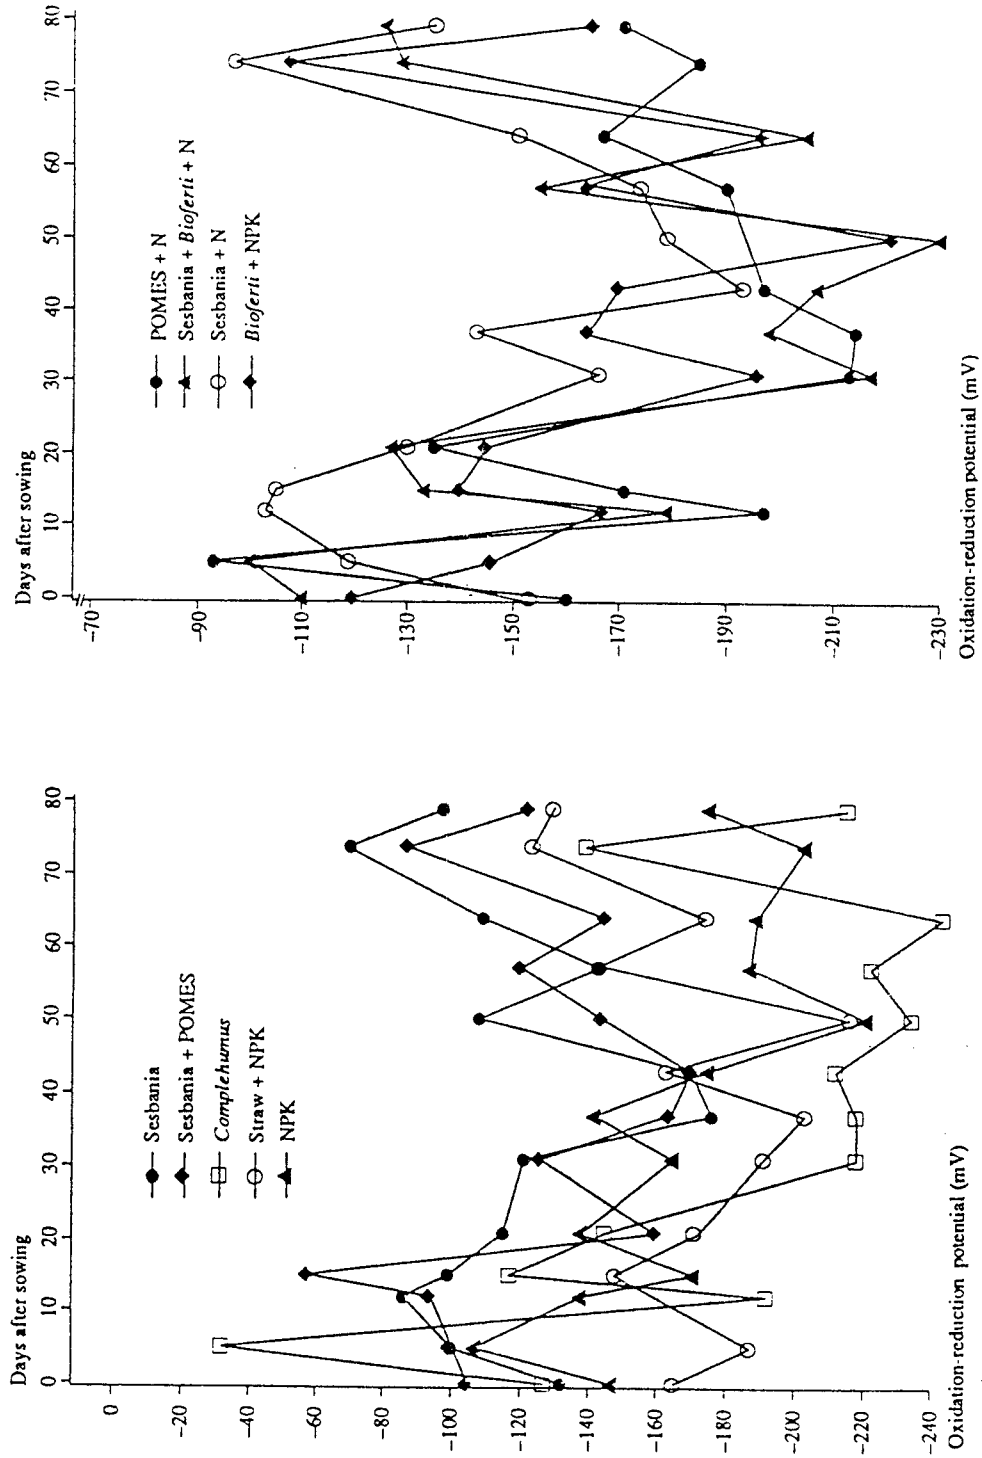 Days after sowing
0 10 20 30 40 50 60 70 80
POMES + N
Sesbania + Bioferti + N
Sesbania + N
Bioferti + NPK
-70
-90
-110
-130
-150
-170
-190
-210
-230
Oxidation-reduction potential (mV)
Days after sowing
0 10 20 30 40 50 60 70 80
Sesbania
Sesbania + POMES
Complehumus
Straw + NPK
NPK
0
-20
-40
-60
-80
-100
-120
-140
-160
-180
-200
-220
-240
Oxidation-reduction potential (mV)